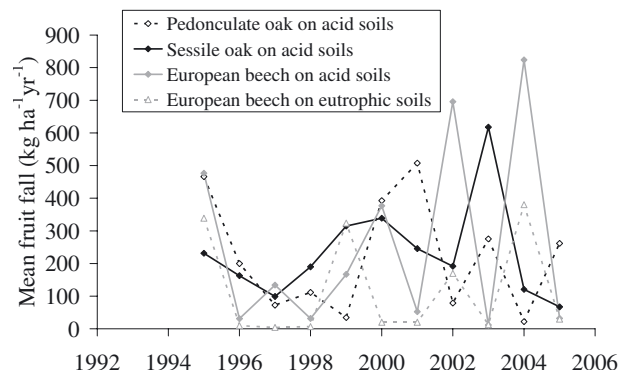 Pedonculate oak on acid soils
Sessile oak on acid soils
European beech on acid soils
European beech on eutrophic soils
Mean fruit fall (kg ha⁻¹yr⁻¹)
900
800
700
600
500
400
300
200
100
0
1992 1994 1996 1998 2000 2002 2004 2006